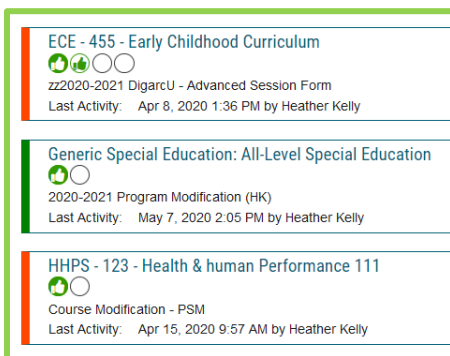 ECE - 455 - Early Childhood Curriculum
zz2020-2021 DigarcU - Advanced Session Form
Last Activity: Apr 8, 2020 1:36 PM by Heather Kelly
Generic Special Education: All-Level Special Education
2020-2021 Program Modification (HK)
Last Activity: May 7, 2020 2:05 PM by Heather Kelly
HHPS - 123 - Health & human Performance 111
Course Modification - PSM
Last Activity: Apr 15, 2020 9:57 AM by Heather Kelly